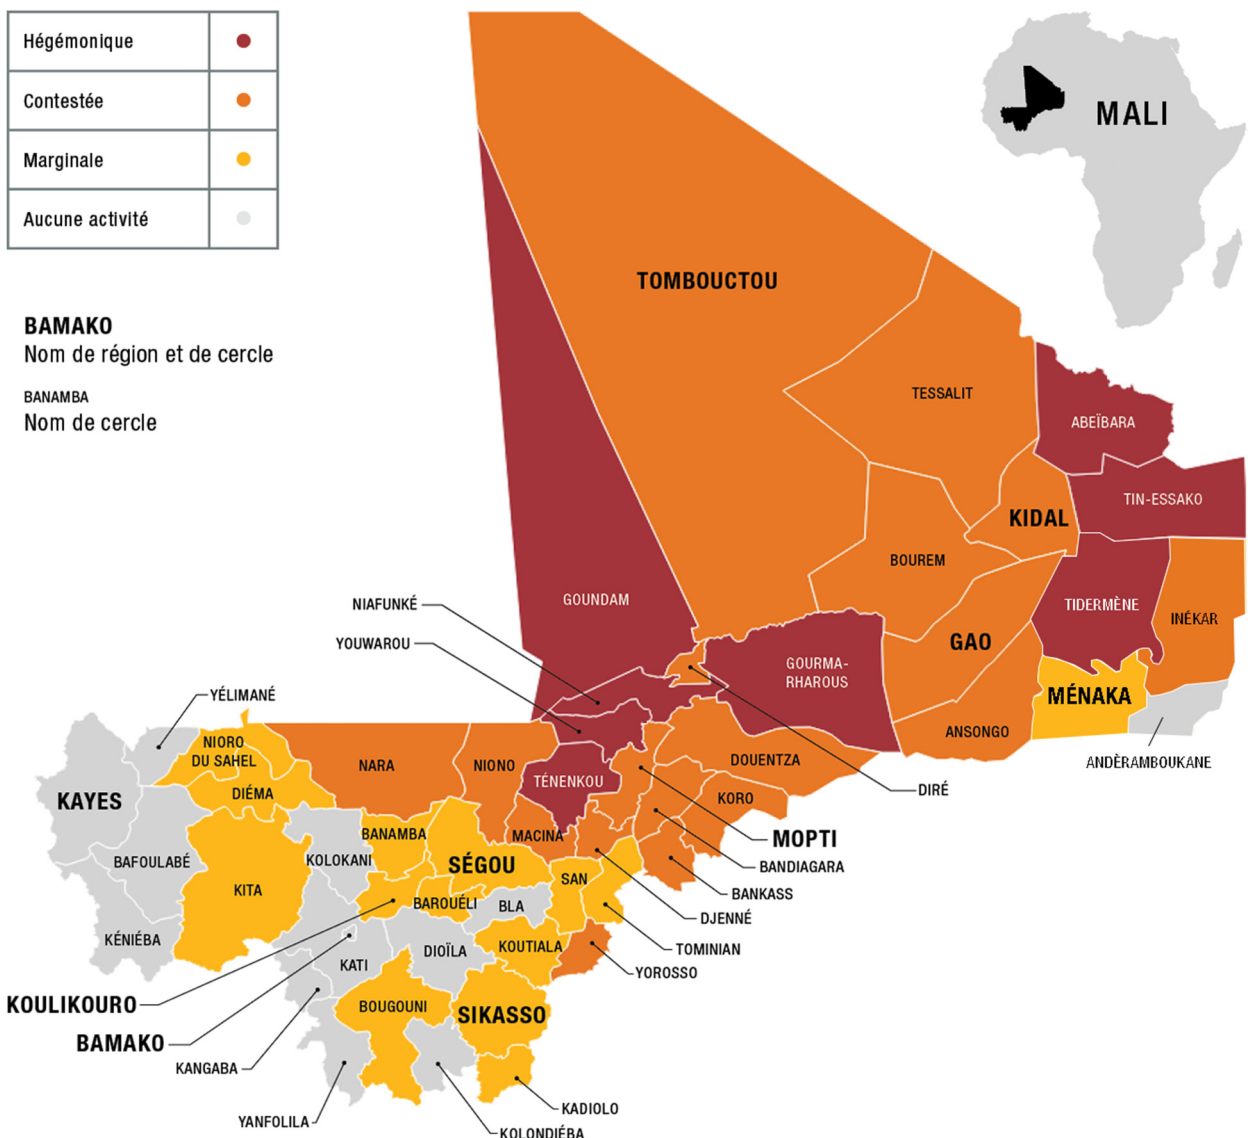 Hégémonique
Contestée
Marginale
Aucune activité
MALI
BAMAKO
Nom de région et de cercle
BANAMBA
Nom de cercle
TOMBOUCTOU
TESSALIT
ABEÏBARA
TIN-ESSAKO
KIDAL
BOUREM
GOUNDAM
NIAFUNKÉ
TIDERMÈNE
INÉKAR
YOUWAROU
GAO
GOURMA-
RHAROUS
MÉNAKA
YÉLIMANÉ
ANSONGO
NIORO
DU SAHEL
NARA
NIONO
DOUENTZA
ANDÈRAMBOUKANE
TÉNENKOU
DIÉMA
KAYES
KORO
DIRÉ
BANAMBA
MACINA
MOPTI
BAFOULABÉ
KOLOKANI
SÉGOU
BANDIAGARA
SAN
KITA
BAROUÉLI
BLA
BANKASS
DJENNÉ
KÉNIÉBA
DIOÏLA
KOUTIALA
TOMINIAN
KATI
YOROSSO
KOULIKOURO
BOUGOUNI
SIKASSO
BAMAKO
KANGABA
KADIOLO
YANFOLILA
KOLONDIÉBA